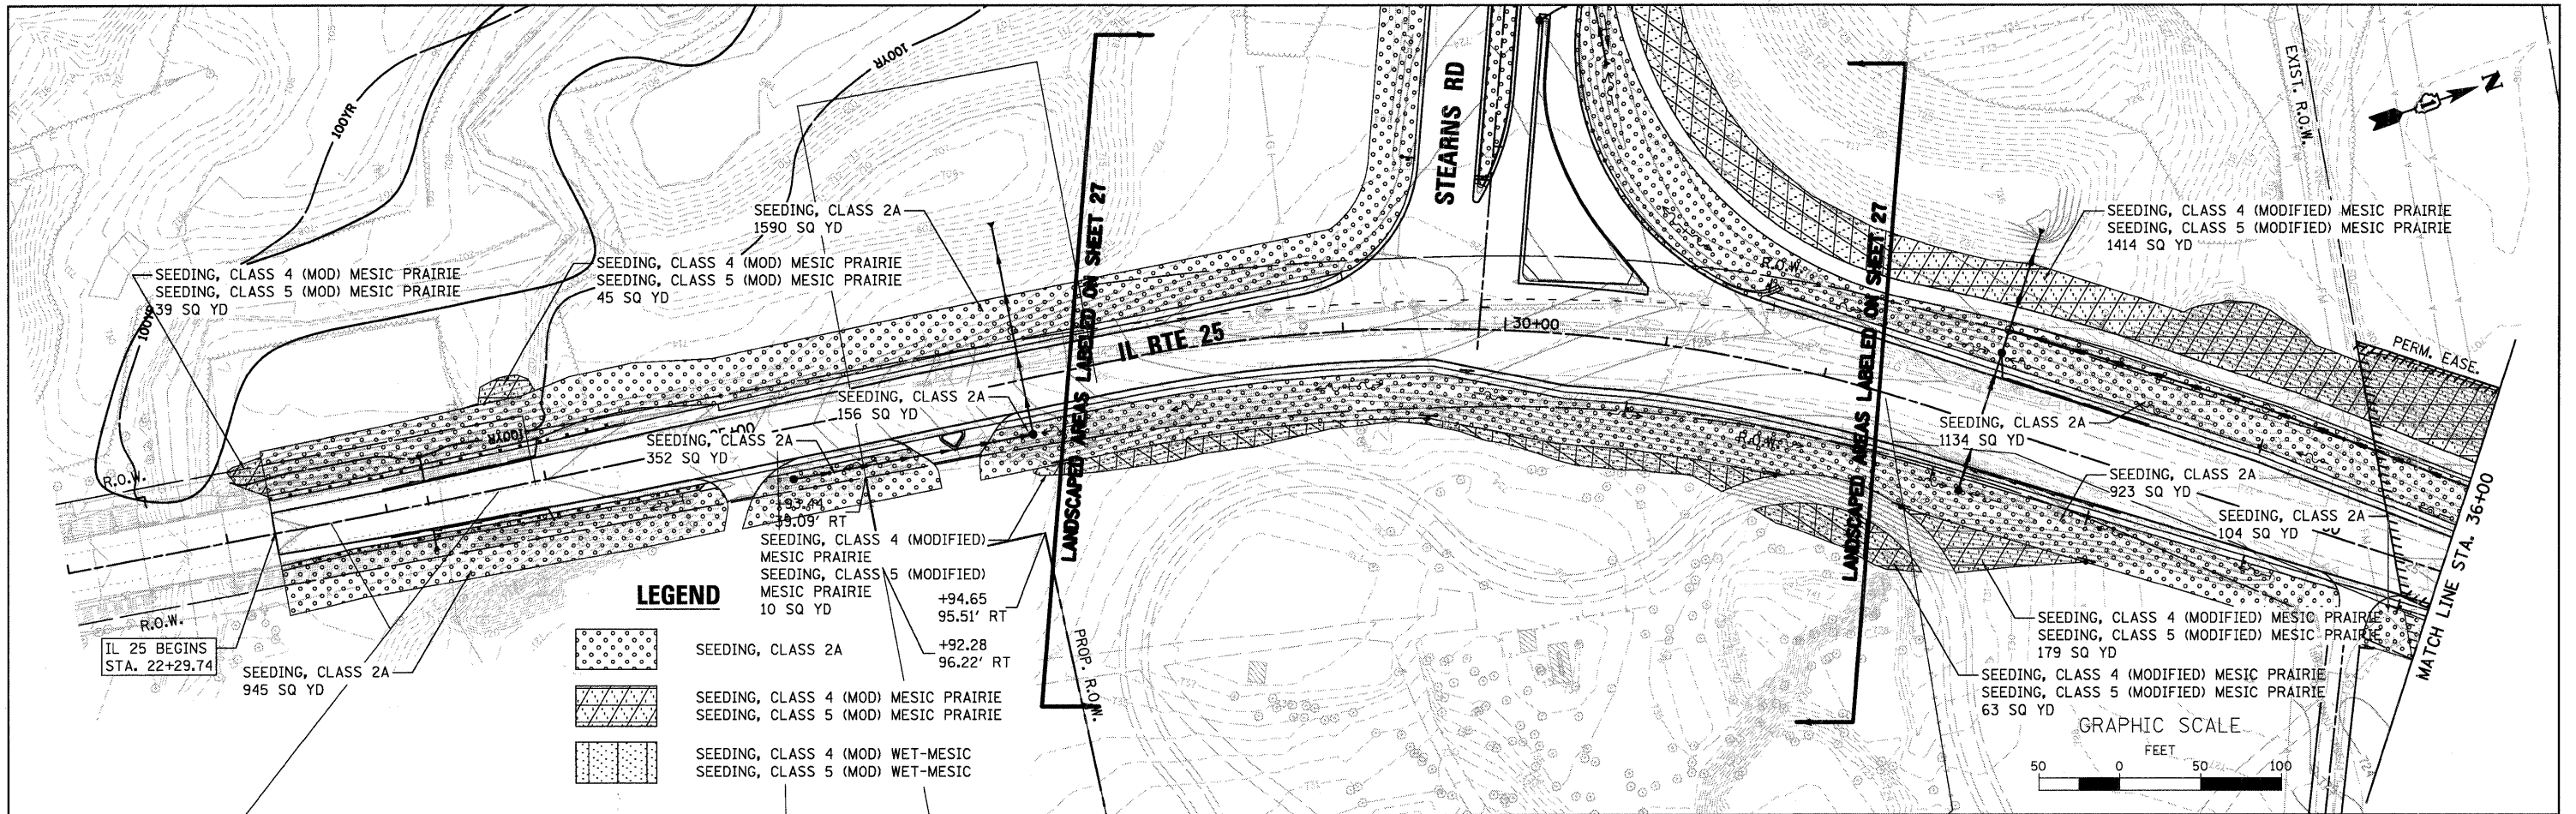 100YR
100YR
STEARNS RD
EXIST. R.O.W.
N
LANDSCAPED AREAS LABELED ON SHEET 27
LANDSCAPED AREAS LABELED ON SHEET 27
SEEDING, CLASS 2A
1590 SQ YD
SEEDING, CLASS 4 (MODIFIED) MESIC PRAIRIE
SEEDING, CLASS 5 (MODIFIED) MESIC PRAIRIE
1414 SQ YD
SEEDING, CLASS 4 (MOD) MESIC PRAIRIE
SEEDING, CLASS 5 (MOD) MESIC PRAIRIE
39 SQ YD
SEEDING, CLASS 4 (MOD) MESIC PRAIRIE
SEEDING, CLASS 5 (MOD) MESIC PRAIRIE
45 SQ YD
100YR
R.O.W.
IL RTE 25
30+00
PERM. EASE.
SEEDING, CLASS 2A
156 SQ YD
SEEDING, CLASS 2A
352 SQ YD
100YR
R.O.W.
SEEDING, CLASS 2A
1134 SQ YD
SEEDING, CLASS 2A
923 SQ YD
SEEDING, CLASS 2A
104 SQ YD
MATCH LINE STA. 36+00
R.O.W.
39.09' RT
SEEDING, CLASS 4 (MODIFIED)
MESIC PRAIRIE
SEEDING, CLASS 5 (MODIFIED)
MESIC PRAIRIE
10 SQ YD
+94.65
95.51' RT
+92.28
96.22' RT
PROP. R.O.W.
R.O.W.
IL 25 BEGINS
STA. 22+29.74
SEEDING, CLASS 2A
945 SQ YD
LEGEND
SEEDING, CLASS 2A
SEEDING, CLASS 4 (MOD) MESIC PRAIRIE
SEEDING, CLASS 5 (MOD) MESIC PRAIRIE
SEEDING, CLASS 4 (MOD) WET-MESIC
SEEDING, CLASS 5 (MOD) WET-MESIC
SEEDING, CLASS 4 (MODIFIED) MESIC PRAIRIE
SEEDING, CLASS 5 (MODIFIED) MESIC PRAIRIE
179 SQ YD
SEEDING, CLASS 4 (MODIFIED) MESIC PRAIRIE
SEEDING, CLASS 5 (MODIFIED) MESIC PRAIRIE
63 SQ YD
GRAPHIC SCALE
FEET
50 0 50 100